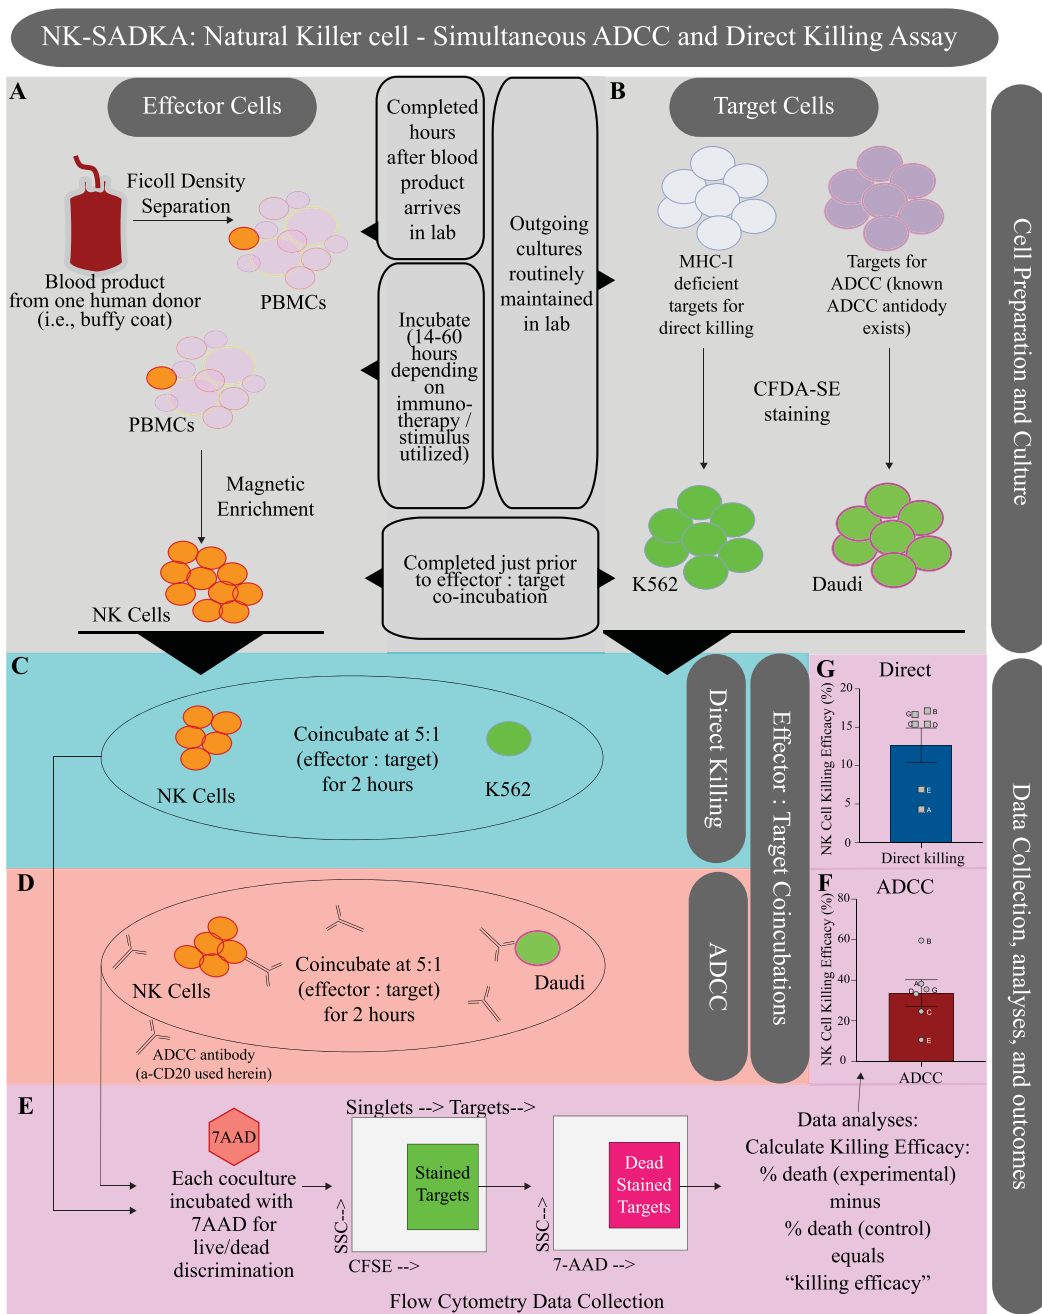 NK-SADKA: Natural Killer cell - Simultaneous ADCC and Direct Killing Assay
A
Effector Cells
Ficoll Density
Separation
Blood product
from one human donor
(i.e., buffy coat)
PBMCs
PBMCs
Magnetic
Enrichment
NK Cells
Completed
hours
after blood
product
arrives
in lab
Incubate
(14-60
hours
depending
on
immuno-
therapy /
stimulus
utilized)
Outgoing
cultures
routinely
maintained
in lab
Completed just prior
to effector : target
co-incubation
B
Target Cells
MHC-I
deficient
targets for
direct killing
Targets for
ADCC (known
ADCC antidody
exists)
CFDA-SE
staining
K562
Daudi
Cell Preparation and Culture
C
NK Cells
Coincubate at 5:1
(effector : target)
for 2 hours
K562
Direct Killing
Effector : Target Coincubations
D
NK Cells
Coincubate at 5:1
(effector : target)
for 2 hours
Daudi
ADCC antibody
(a-CD20 used herein)
ADCC
G
Direct
NK Cell Killing Efficacy (%)
20
15
10
5
0
G
B
D
E
A
Direct killing
F
ADCC
NK Cell Killing Efficacy (%)
80
60
40
20
0
B
A
D
G
C
E
ADCC
Data Collection, analyses, and outcomes
E
7AAD
Each coculture
incubated with
7AAD for
live/dead
discrimination
Singlets --> Targets-->
Stained
Targets
SSC-->
CFSE -->
Dead
Stained
Targets
SSC-->
7-AAD -->
Flow Cytometry Data Collection
Data analyses:
Calculate Killing Efficacy:
% death (experimental)
minus
% death (control)
equals
“killing efficacy”